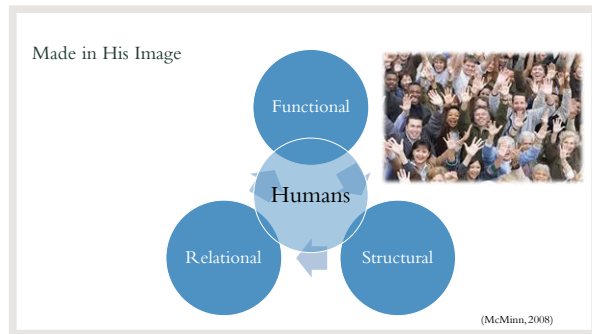 Made in His Image
Functional
Humans
Relational
Structural
(McMinn, 2008)